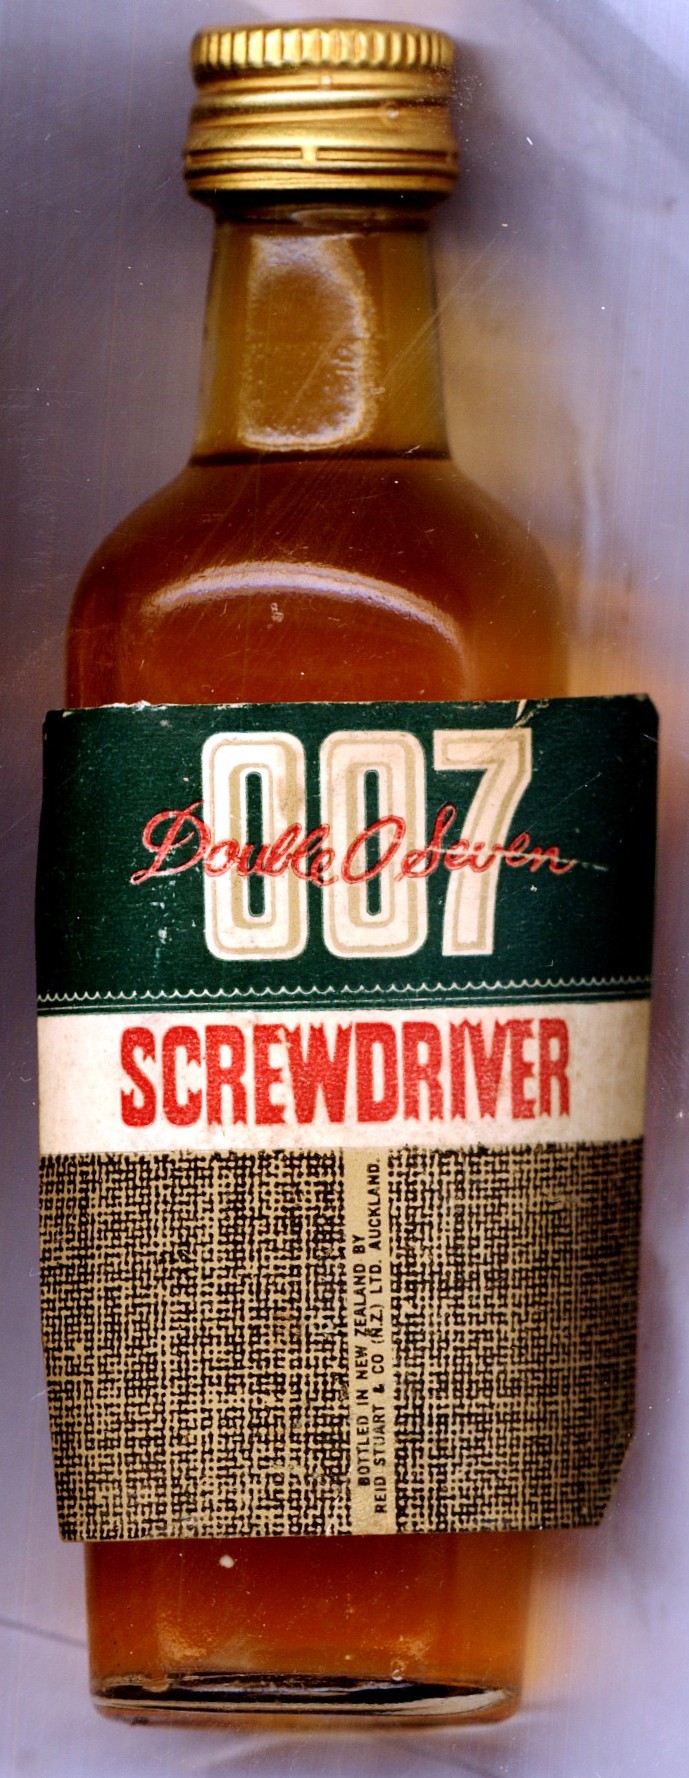 007
Double O Seven
SCREWDRIVER
BOTTLED IN NEW ZEALAND BY
REID STUART & CO (N.Z.) LTD. AUCKLAND.